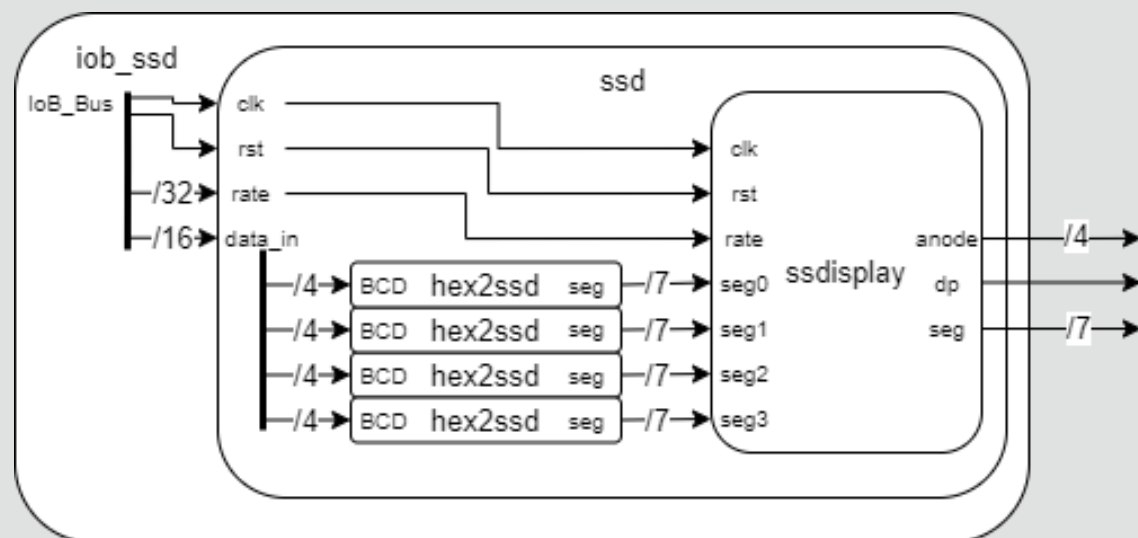 iob_ssd
ssd
IoB_Bus
clk
clk
rst
rst
/32
rate
rate
/16
data_in
anode
/4
ssdisplay
dp
/4
BCD
hex2ssd
seg
/7
seg0
/4
BCD
hex2ssd
seg
/7
seg1
seg
/7
/4
BCD
hex2ssd
seg
/7
seg2
/4
BCD
hex2ssd
seg
/7
seg3